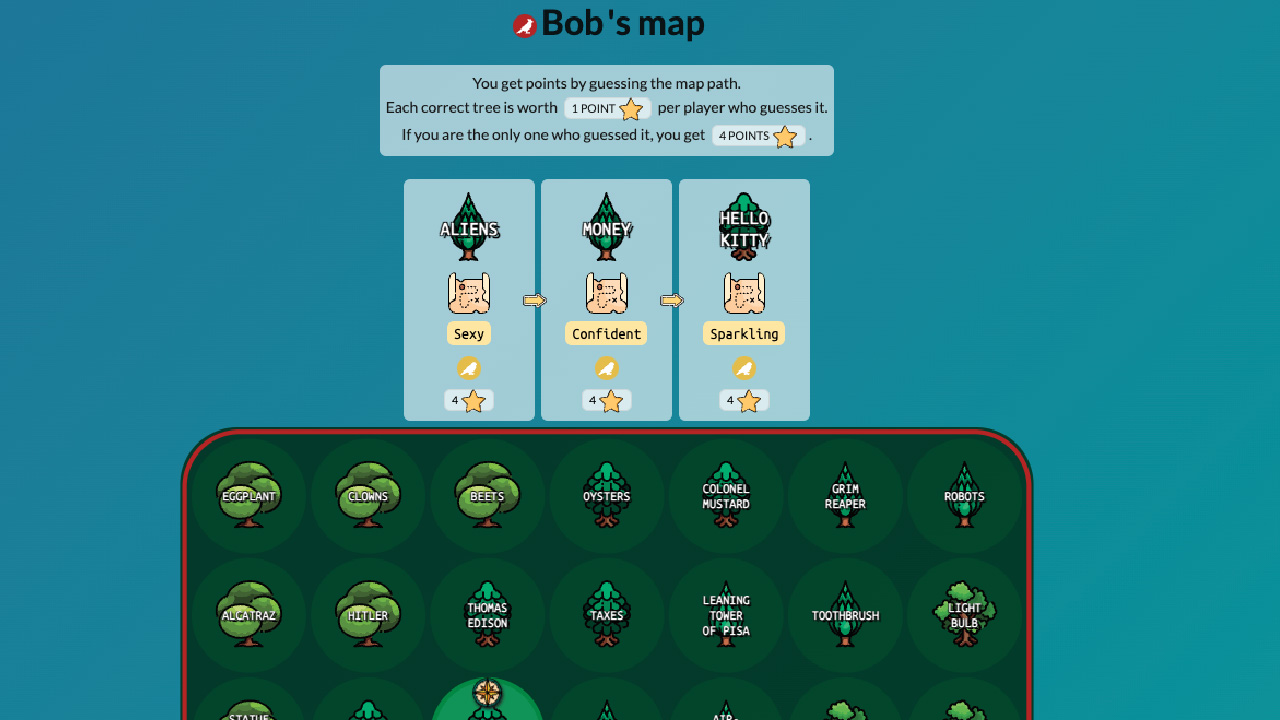 Bob's map
You get points by guessing the map path.
Each correct tree is worth 1 POINT per player who guesses it.
If you are the only one who guessed it, you get 4 POINTS .
ALIENS
MONEY
HELLO
KITTY
Sexy
Confident
Sparkling
4
4
4
EGGPLANT
CLOWNS
BEETS
OYSTERS
COLONEL
MUSTARD
GRIM
REAPER
ROBOTS
ALCATRAZ
HITLER
THOMAS
EDISON
TAXES
LEANING
TOWER
OF PISA
TOOTHBRUSH
LIGHT
BULB
STATUE
AIR-